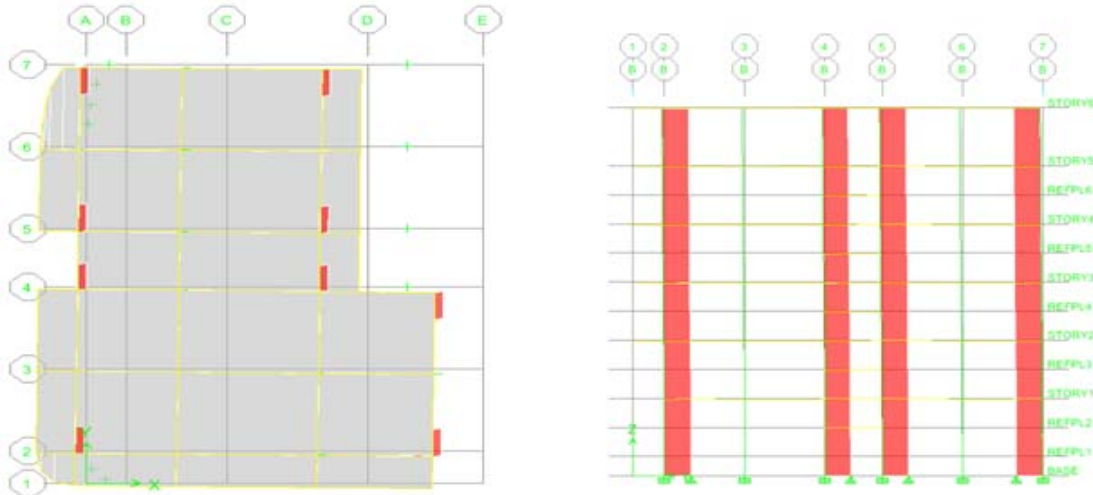 A B C D E
7
6
5
4
3
2
1
Y
X
1 2 3 4 5 6 7
B B B B B B B
STORY6
STORY5
REFPL6
STORY4
REFPL5
STORY3
REFPL4
STORY2
REFPL3
STORY1
REFPL2
REFPL1
BASE
Z